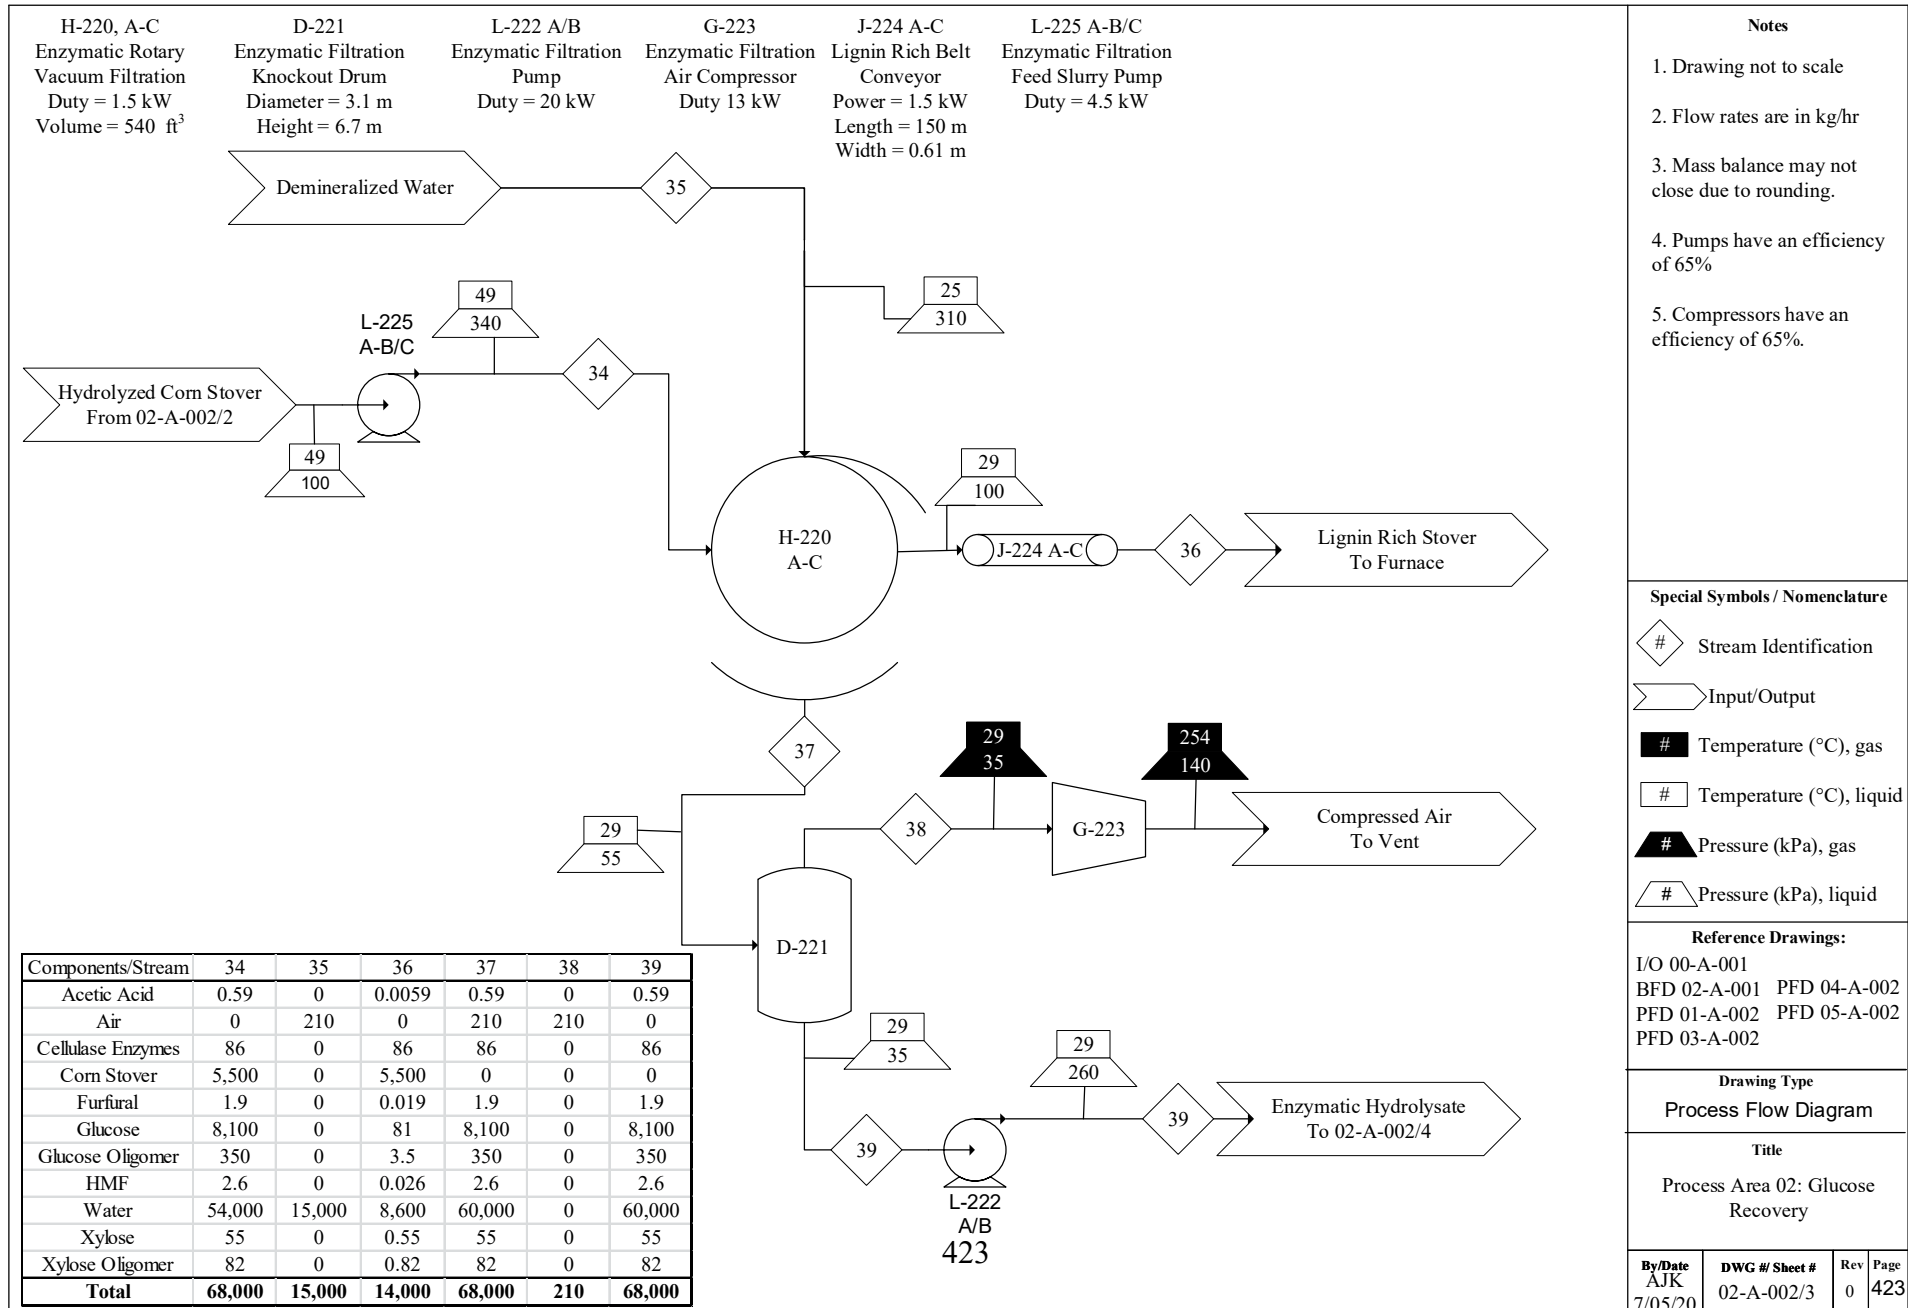 H-220, A-C
Enzymatic Rotary
Vacuum Filtration
Duty = 1.5 kW
Volume = 540 ft³
D-221
Enzymatic Filtration
Knockout Drum
Diameter = 3.1 m
Height = 6.7 m
L-222 A/B
Enzymatic Filtration
Pump
Duty = 20 kW
G-223
Enzymatic Filtration
Air Compressor
Duty 13 kW
J-224 A-C
Lignin Rich Belt
Conveyor
Power = 1.5 kW
Length = 150 m
Width = 0.61 m
L-225 A-B/C
Enzymatic Filtration
Feed Slurry Pump
Duty = 4.5 kW
Demineralized Water
35
25
310
49
340
L-225
A-B/C
34
Hydrolyzed Corn Stover
From 02-A-002/2
49
100
29
100
H-220
A-C
J-224 A-C
36
Lignin Rich Stover
To Furnace
37
29
55
29
35
254
140
38
G-223
Compressed Air
To Vent
D-221
29
35
29
260
39
39
Enzymatic Hydrolysate
To 02-A-002/4
L-222
A/B
423
Components/Stream 34 35 36 37 38 39
Acetic Acid 0.59 0 0.0059 0.59 0 0.59
Air 0 210 0 210 210 0
Cellulase Enzymes 86 0 86 86 0 86
Corn Stover 5,500 0 5,500 0 0 0
Furfural 1.9 0 0.019 1.9 0 1.9
Glucose 8,100 0 81 8,100 0 8,100
Glucose Oligomer 350 0 3.5 350 0 350
HMF 2.6 0 0.026 2.6 0 2.6
Water 54,000 15,000 8,600 60,000 0 60,000
Xylose 55 0 0.55 55 0 55
Xylose Oligomer 82 0 0.82 82 0 82
Total 68,000 15,000 14,000 68,000 210 68,000
Notes
1. Drawing not to scale
2. Flow rates are in kg/hr
3. Mass balance may not
close due to rounding.
4. Pumps have an efficiency
of 65%
5. Compressors have an
efficiency of 65%.
Special Symbols / Nomenclature
# Stream Identification
Input/Output
# Temperature (°C), gas
# Temperature (°C), liquid
# Pressure (kPa), gas
# Pressure (kPa), liquid
Reference Drawings:
I/O 00-A-001
BFD 02-A-001 PFD 04-A-002
PFD 01-A-002 PFD 05-A-002
PFD 03-A-002
Drawing Type
Process Flow Diagram
Title
Process Area 02: Glucose
Recovery
By/Date
AJK
7/05/20
DWG #/ Sheet #
02-A-002/3
Rev
0
Page
423